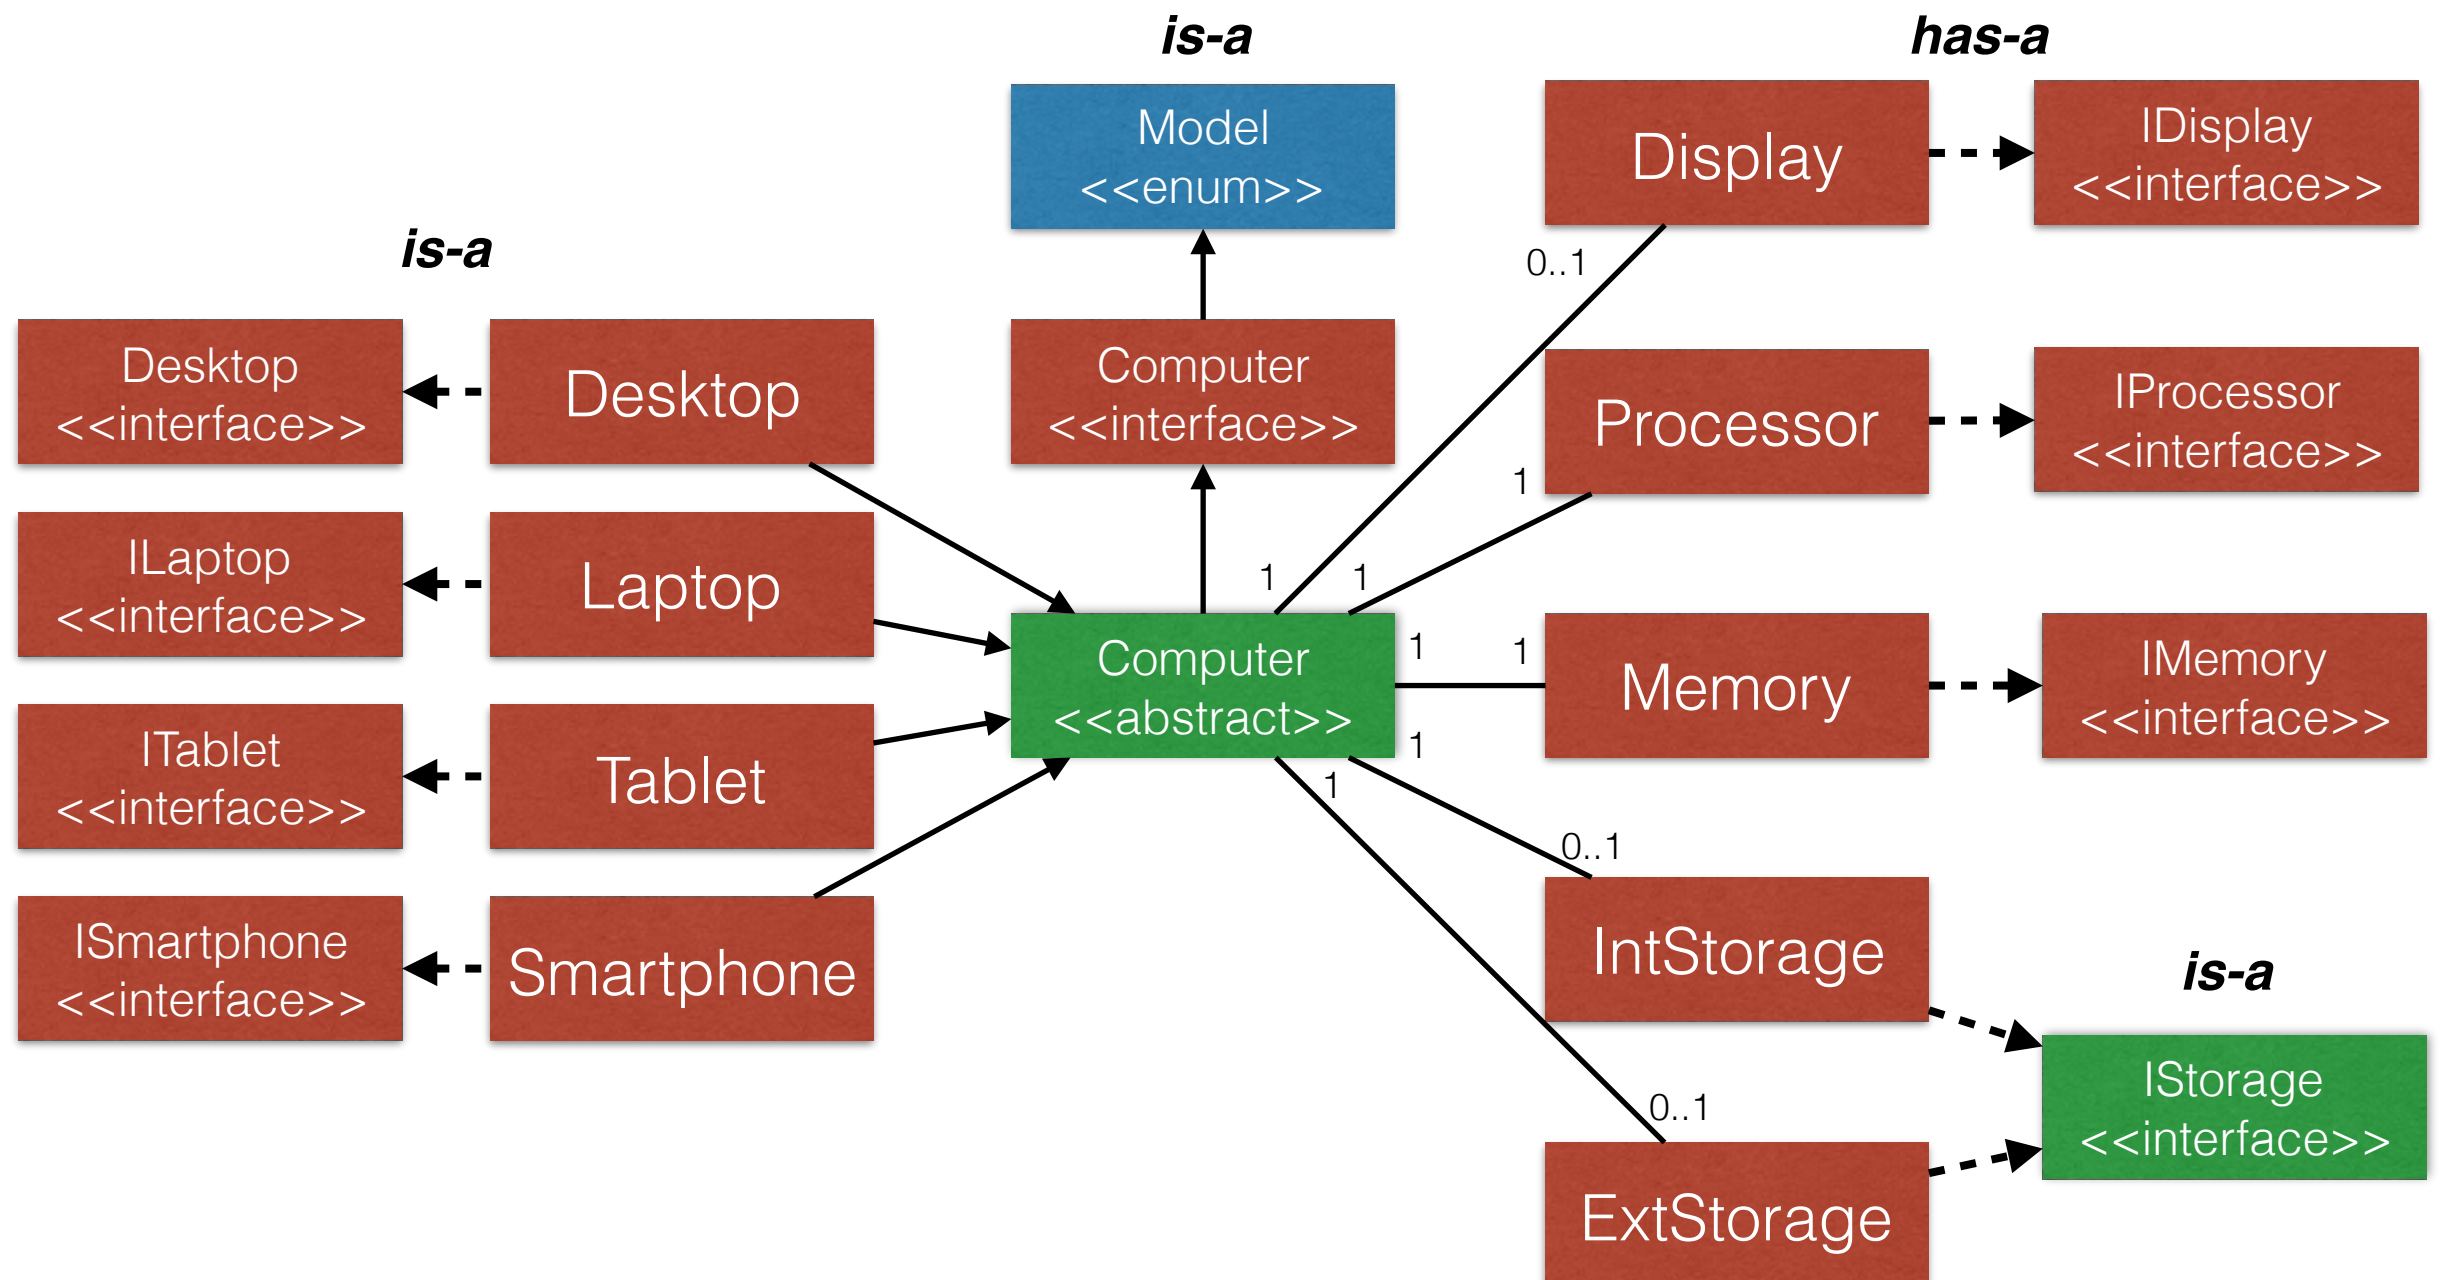 is-a
has-a
Model
<<enum>>
Display
IDisplay
<<interface>>
is-a
0..1
Desktop
<<interface>>
Desktop
Computer
<<interface>>
Processor
IProcessor
<<interface>>
1
ILaptop
<<interface>>
Laptop
1
1
Computer
<<abstract>>
1
1
Memory
IMemory
<<interface>>
ITablet
<<interface>>
Tablet
1
1
0..1
ISmartphone
<<interface>>
Smartphone
IntStorage
is-a
IStorage
<<interface>>
0..1
ExtStorage